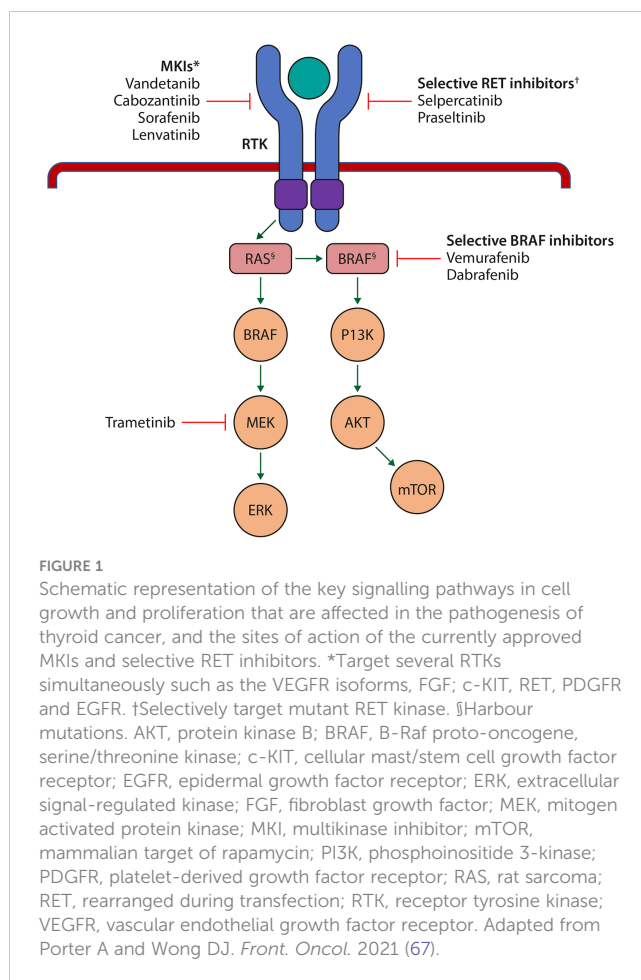 MKIs*
Vandetanib
Cabozantinib
Sorafenib
Lenvatinib
Selective RET inhibitors†
Selpercatinib
Praseltinib
RTK
Selective BRAF inhibitors
Vemurafenib
Dabrafenib
RAS§
BRAF§
BRAF
P13K
Trametinib
MEK
AKT
mTOR
ERK
FIGURE 1
Schematic representation of the key signalling pathways in cell
growth and proliferation that are affected in the pathogenesis of
thyroid cancer, and the sites of action of the currently approved
MKIs and selective RET inhibitors. *Target several RTKs
simultaneously such as the VEGFR isoforms, FGF; c-KIT, RET, PDGFR
and EGFR. †Selectively target mutant RET kinase. §Harbour
mutations. AKT, protein kinase B; BRAF, B-Raf proto-oncogene,
serine/threonine kinase; c-KIT, cellular mast/stem cell growth factor
receptor; EGFR, epidermal growth factor receptor; ERK, extracellular
signal-regulated kinase; FGF, fibroblast growth factor; MEK, mitogen
activated protein kinase; MKI, multikinase inhibitor; mTOR,
mammalian target of rapamycin; PI3K, phosphoinositide 3-kinase;
PDGFR, platelet-derived growth factor receptor; RAS, rat sarcoma;
RET, rearranged during transfection; RTK, receptor tyrosine kinase;
VEGFR, vascular endothelial growth factor receptor. Adapted from
Porter A and Wong DJ. Front. Oncol. 2021 (67).